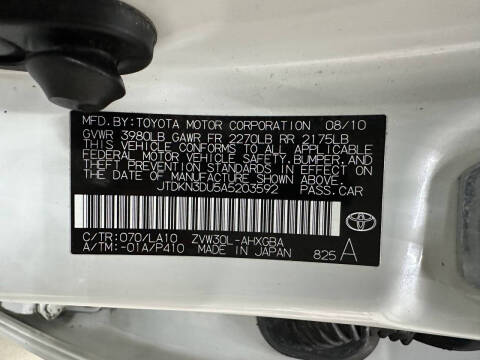 MFD.BY:TOYOTA MOTOR CORPORATION 08/10
GVWR 3980LB GAWR FR 2270LB RR 2175LB
THIS VEHICLE CONFORMS TO ALL APPLICABLE
FEDERAL MOTOR VEHICLE SAFETY,BUMPER,AND
THEFT PREVENTION STANDARDS IN EFFECT ON
THE DATE OF MANUFACTURE SHOWN ABOVE.
JTDKN3DU5A5203592 PASS.CAR
C/TR:070/LA10 ZVW30L-AHXGBA
A/TM:-01A/P410 MADE IN JAPAN 825 A
TOYOTA